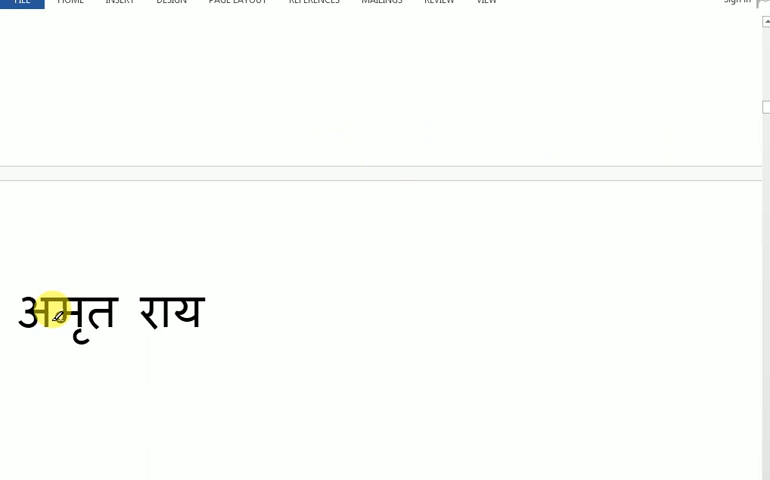 FILE HOME INSERT DESIGN PAGE LAYOUT REFERENCES MAILINGS REVIEW VIEW Sign in
अमृत राय